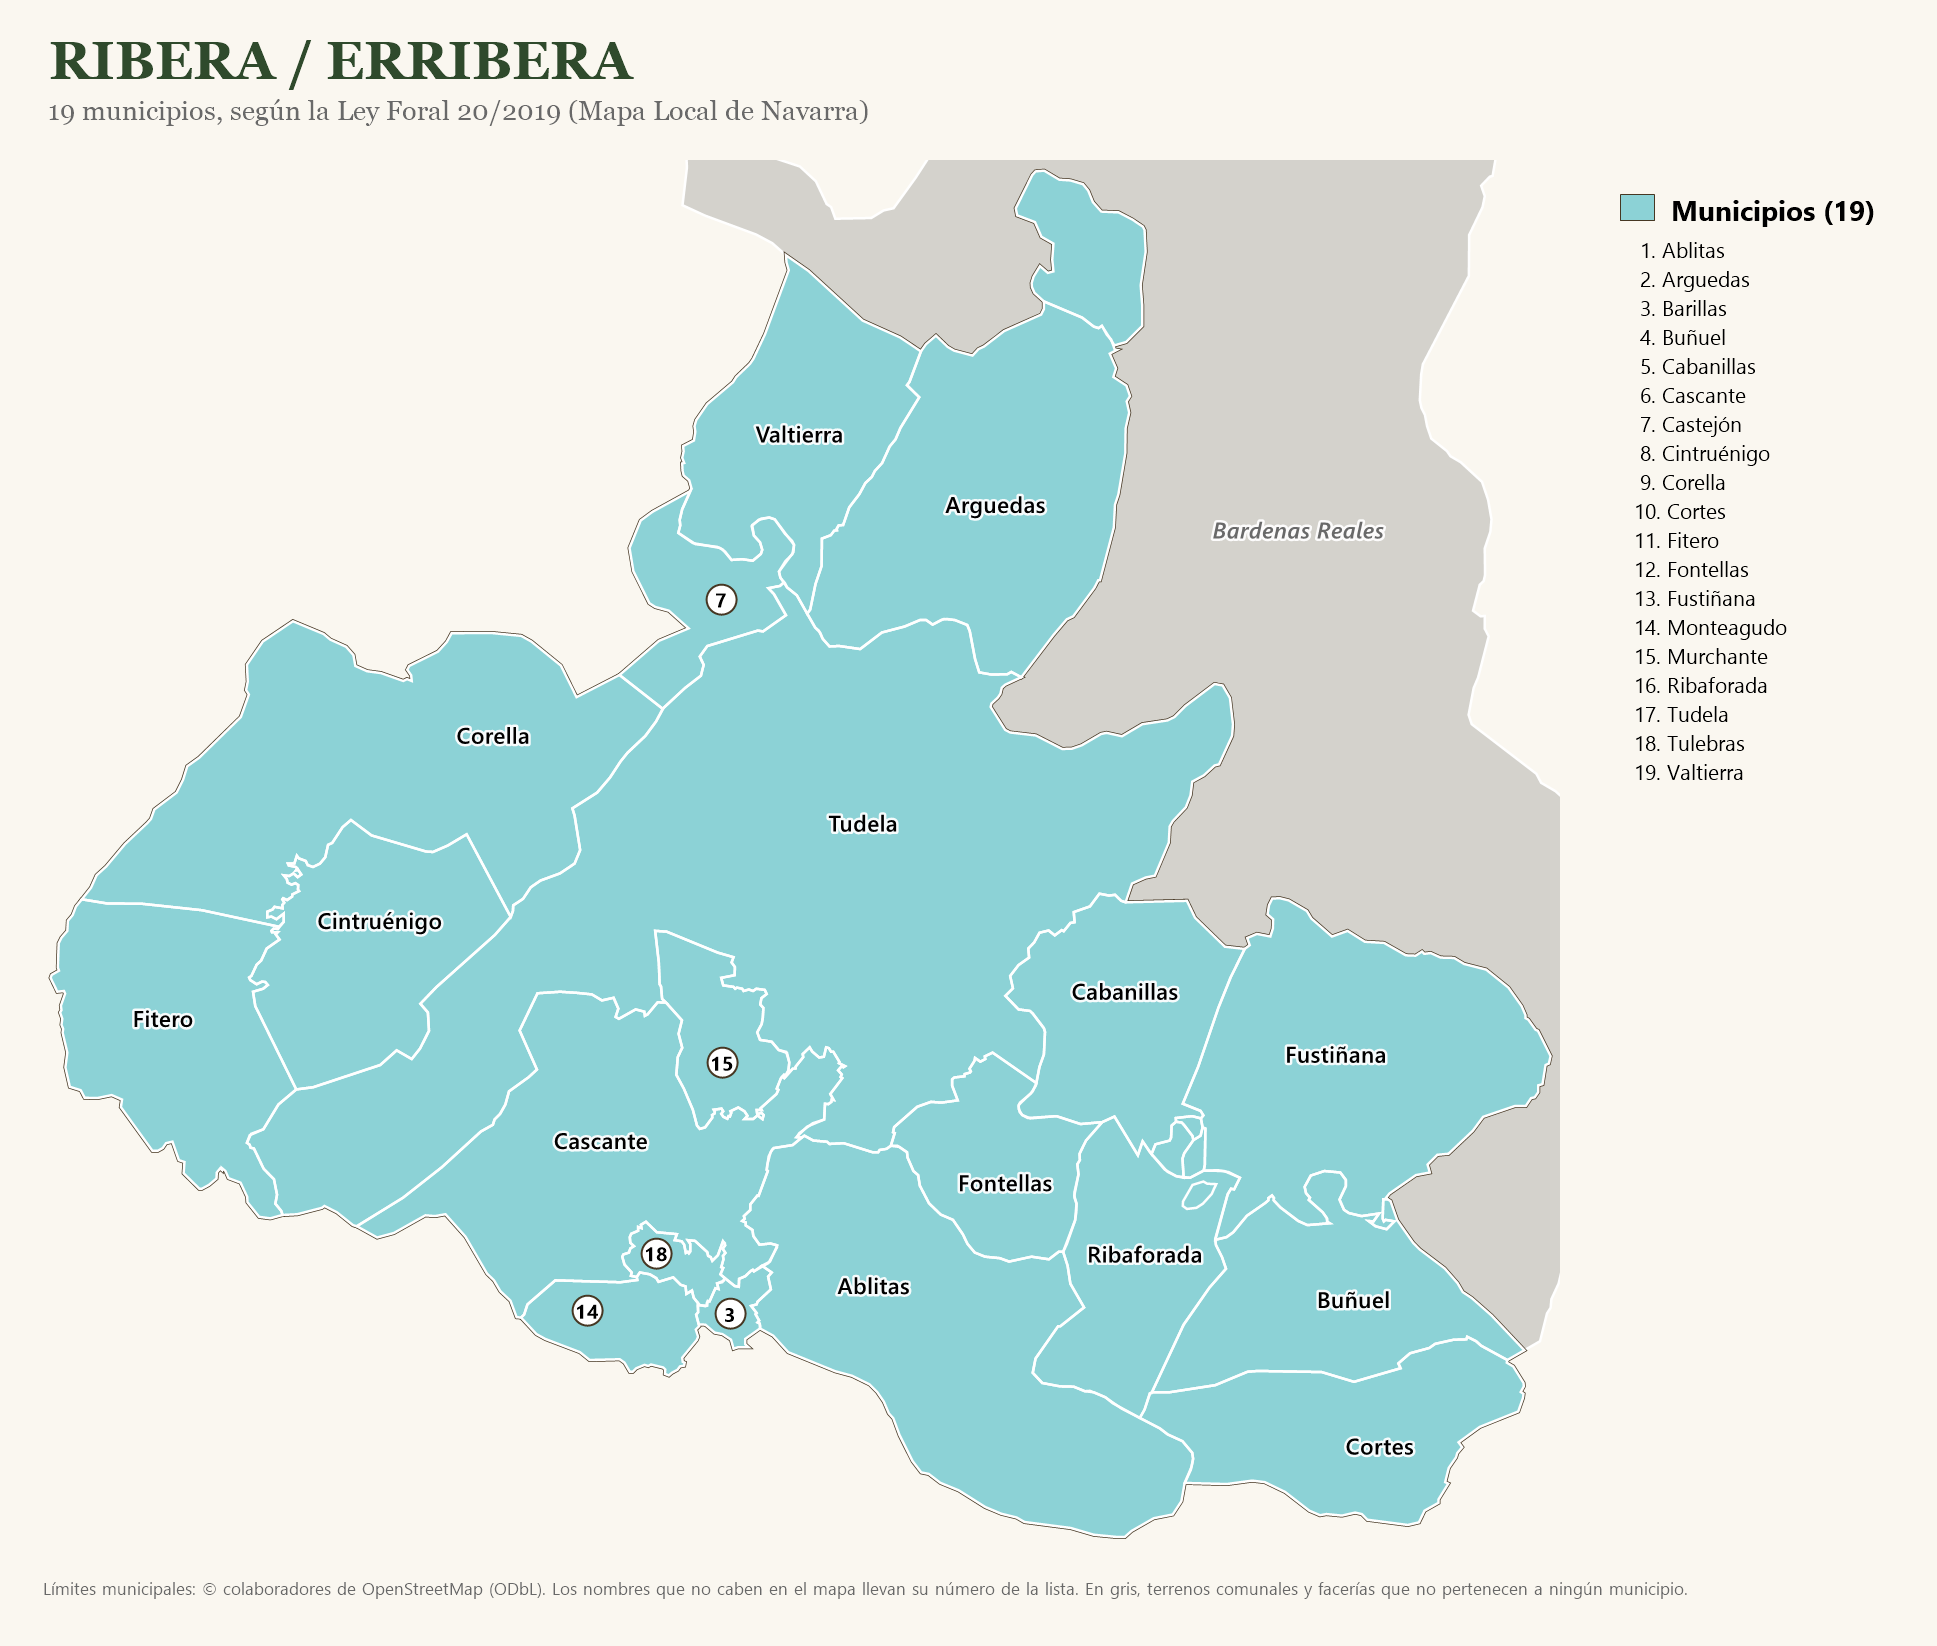 RIBERA / ERRIBERA
19 municipios, según la Ley Foral 20/2019 (Mapa Local de Navarra)
Municipios (19)
1. Ablitas
2. Arguedas
3. Barillas
4. Buñuel
5. Cabanillas
6. Cascante
7. Castejón
8. Cintruénigo
9. Corella
10. Cortes
11. Fitero
12. Fontellas
13. Fustiñana
14. Monteagudo
15. Murchante
16. Ribaforada
17. Tudela
18. Tulebras
19. Valtierra
Valtierra
Arguedas
Bardenas Reales
7
Corella
Tudela
Cintruénigo
Cabanillas
Fitero
Fustiñana
15
Cascante
Fontellas
18
Ribaforada
Ablitas
Buñuel
14
3
Cortes
Límites municipales: © colaboradores de OpenStreetMap (ODbL). Los nombres que no caben en el mapa llevan su número de la lista. En gris, terrenos comunales y facerías que no pertenecen a ningún municipio.